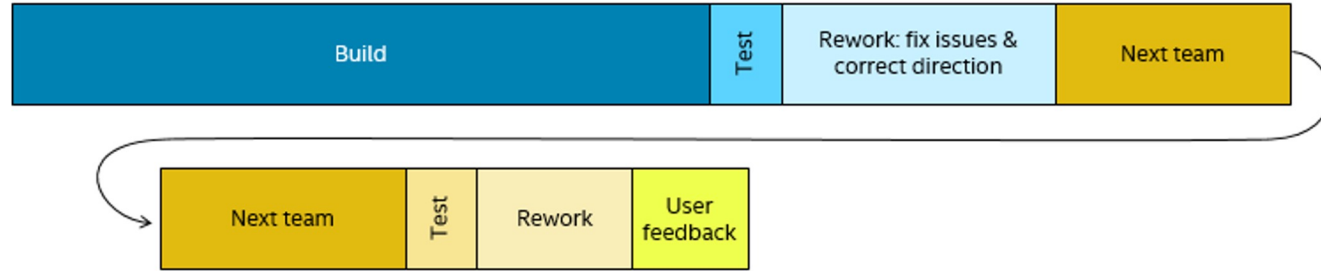 Build
Test
Rework: fix issues &
correct direction
Next team
Next team
Test
Rework
User
feedback